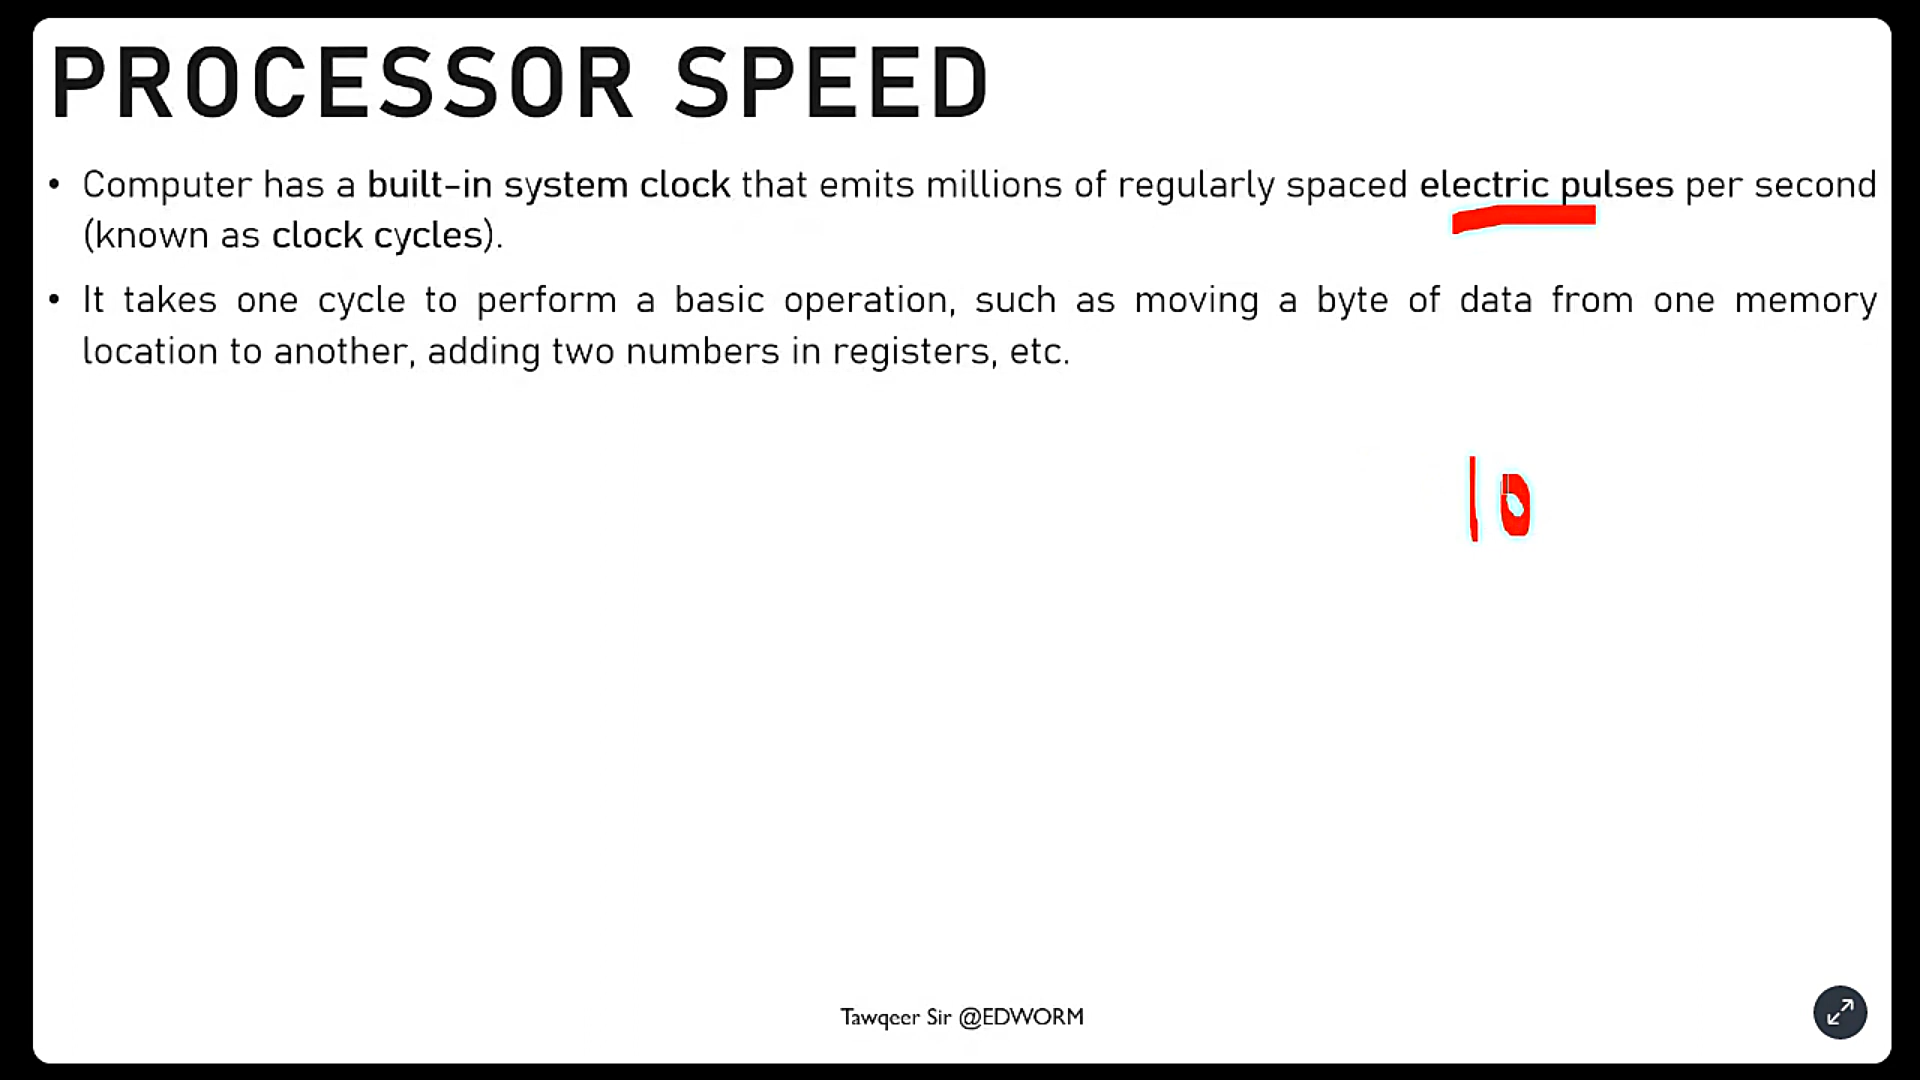 PROCESSOR SPEED
• Computer has a built-in system clock that emits millions of regularly spaced electric pulses per second
(known as clock cycles).
• It takes one cycle to perform a basic operation, such as moving a byte of data from one memory
location to another, adding two numbers in registers, etc.
10
Tawqeer Sir @EDWORM